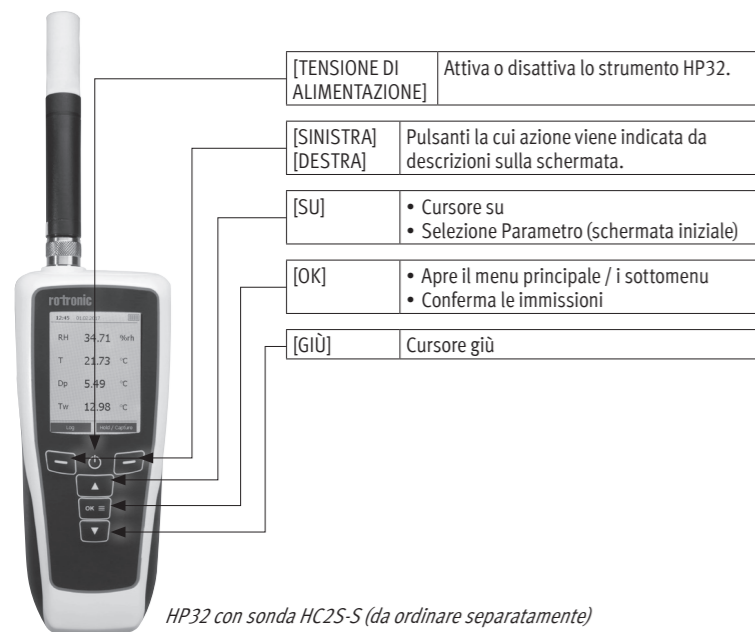 [TENSIONE DI
ALIMENTAZIONE]
Attiva o disattiva lo strumento HP32.
[SINISTRA]
[DESTRA]
Pulsanti la cui azione viene indicata da
descrizioni sulla schermata.
[SU]
• Cursore su
• Selezione Parametro (schermata iniziale)
[OK]
• Apre il menu principale / i sottomenu
• Conferma le immissioni
[GIÙ]
Cursore giù
rotronic
12:45
RH 34.71 %rh
T 21.73 °C
Dp 5.49 °C
Tw 12.98 °C
Log Hold / Capture
OK
HP32 con sonda HC2S-S (da ordinare separatamente)